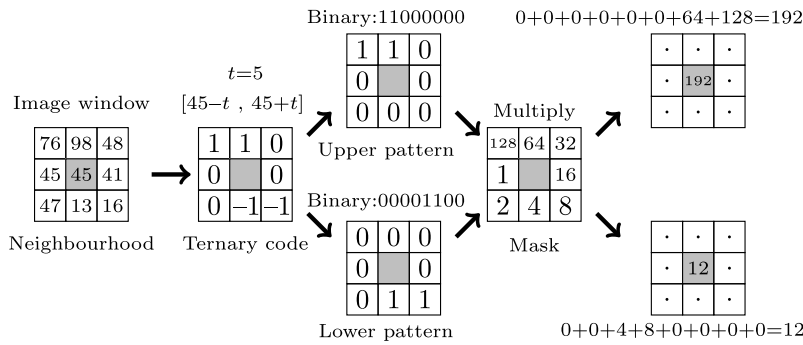 Binary:11000000
0+0+0+0+0+0+64+128=192
1 1 0
0 0
0 0 0
Upper pattern
· · ·
· 192 ·
· · ·
t=5
[45–t , 45+t]
Image window
76 98 48
45 45 41
47 13 16
Neighbourhood
1 1 0
0 0
0 –1 –1
Ternary code
Multiply
128 64 32
1 16
2 4 8
Mask
Binary:00001100
0 0 0
0 0
0 1 1
Lower pattern
· · ·
· 12 ·
· · ·
0+0+4+8+0+0+0+0=12